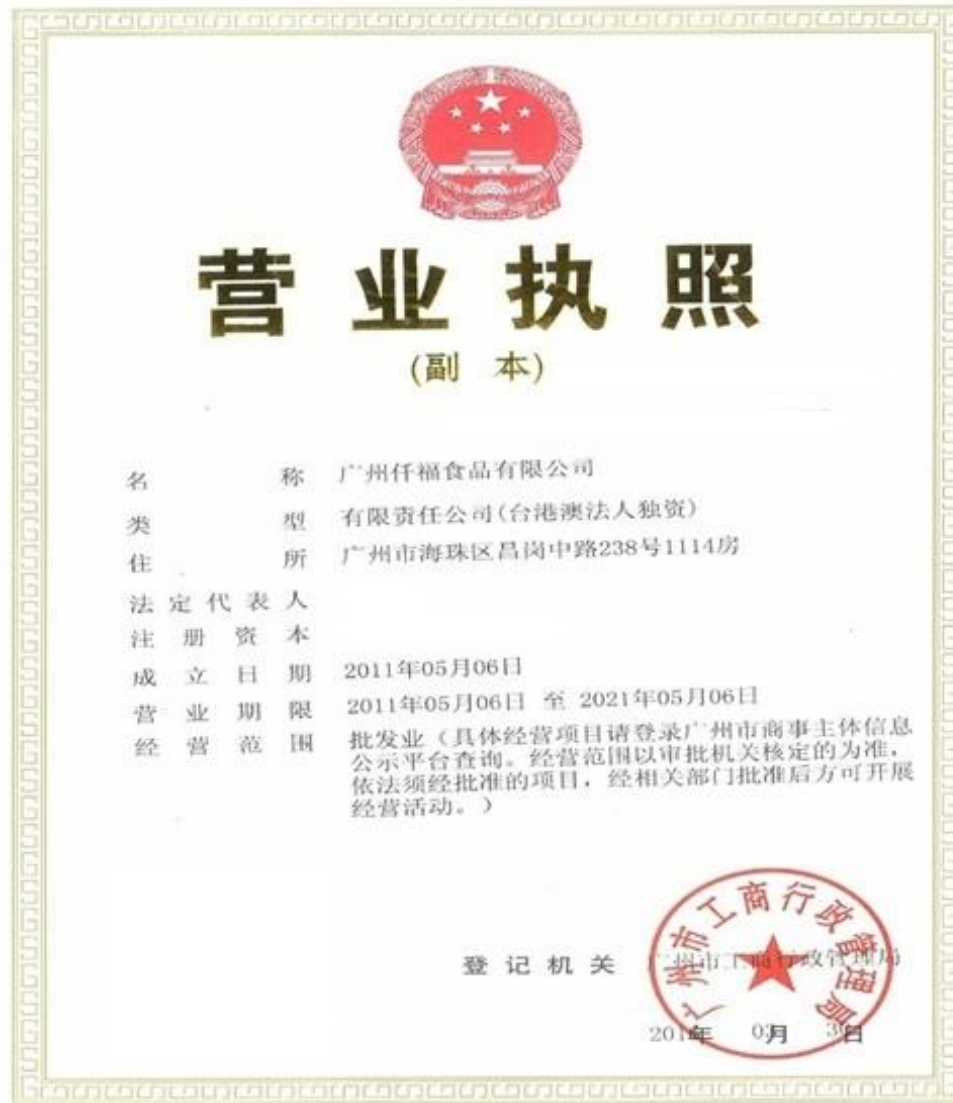 营业执照
(副 本)
名 称 广州仟福食品有限公司
类 型 有限责任公司(台港澳法人独资)
住 所 广州市海珠区昌岗中路238号1114房
法定代表人
注册资本
成立日期 2011年05月06日
营业期限 2011年05月06日 至 2021年05月06日
经营范围 批发业（具体经营项目请登录广州市商事主体信息
公示平台查询。经营范围以审批机关核定的为准，
依法须经批准的项目，经相关部门批准后方可开展
经营活动。）
广州市工商行政管理局
登记机关 广州市工商行政管理局
年 月 日